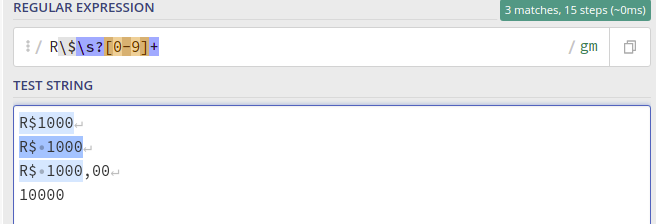 REGULAR EXPRESSION
3 matches, 15 steps (~0ms)
/ R\$\s?[0-9]+ / gm
TEST STRING
R$1000↵
R$·1000↵
R$·1000,00↵
10000